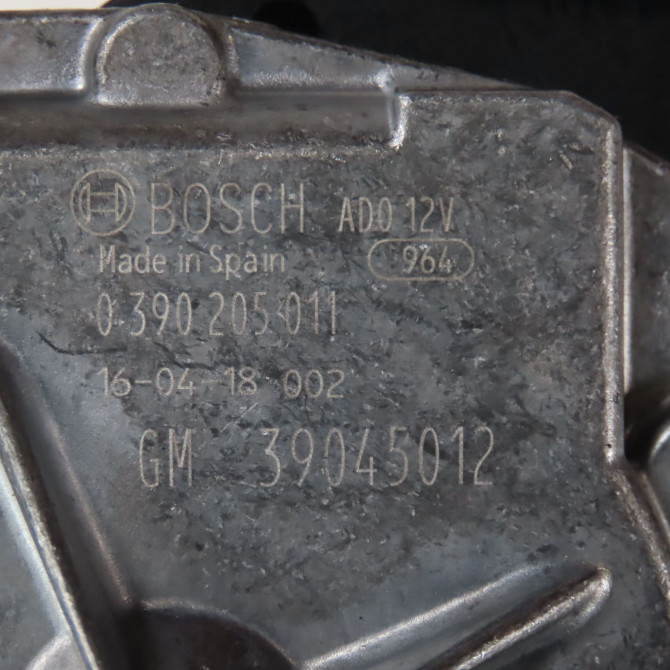 BOSCH AD0 12V
Made in Spain 964
0 390 205 011
16-04-18 002
GM 39045012